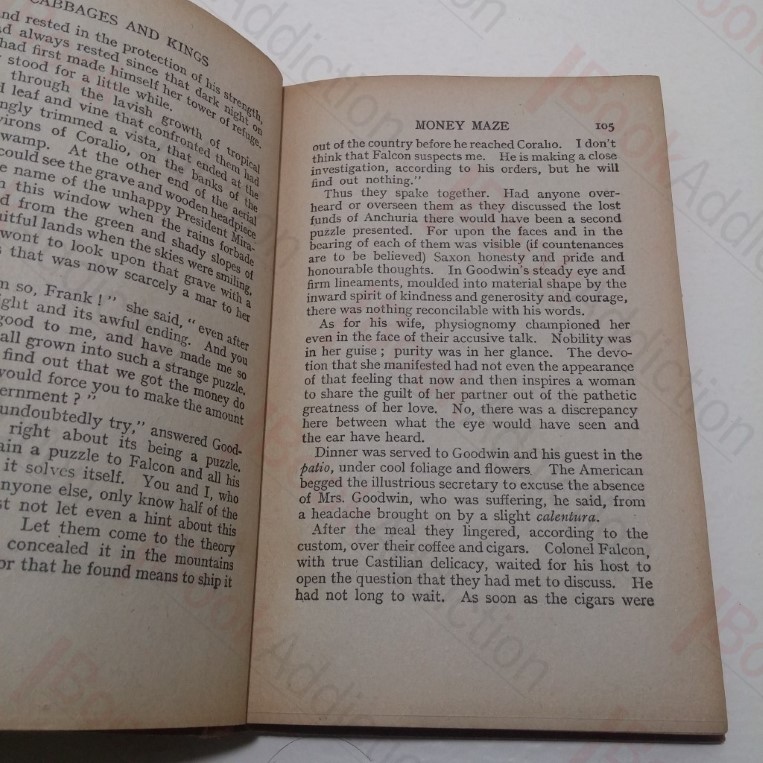 CABBAGES AND KINGS
and rested in the protection of his strength,
always rested since that dark night on
had first made himself her tower of refuge.
stood for a little while.
through the lavish growth of tropical
leaf and vine that confronted them had
trimmed a vista, that ended at the
environs of Coralio, on the banks of the
swamp. At the other end of the aerial
could see the grave and wooden headpiece
name of the unhappy President Mira-
this window when the rains forbade
from the green and shady slopes of
lands when the skies were smiling,
wont to look upon that grave with a
that was now scarcely a mar to her
so, Frank ! " she said, " even after
and its awful ending. And you
good to me, and have made me so
all grown into such a strange puzzle.
find out that we got the money do
would force you to make the amount
" undoubtedly try," answered Good-
right about its being a puzzle.
a puzzle to Falcon and all his
it solves itself. You and I, who
anyone else, only know half of the
not let even a hint about this
Let them come to the theory
concealed it in the mountains
or that he found means to ship it
MONEY MAZE 105
out of the country before he reached Coralio. I don't
think that Falcon suspects me. He is making a close
investigation, according to his orders, but he will
find out nothing."
Thus they spake together. Had anyone over-
heard or overseen them as they discussed the lost
funds of Anchuria there would have been a second
puzzle presented. For upon the faces and in the
bearing of each of them was visible (if countenances
are to be believed) Saxon honesty and pride and
honourable thoughts. In Goodwin's steady eye and
firm lineaments, moulded into material shape by the
inward spirit of kindness and generosity and courage,
there was nothing reconcilable with his words.
As for his wife, physiognomy championed her
even in the face of their accusive talk. Nobility was
in her guise ; purity was in her glance. The devo-
tion that she manifested had not even the appearance
of that feeling that now and then inspires a woman
to share the guilt of her partner out of the pathetic
greatness of her love. No, there was a discrepancy
here between what the eye would have seen and
the ear have heard.
Dinner was served to Goodwin and his guest in the
patio, under cool foliage and flowers The American
begged the illustrious secretary to excuse the absence
of Mrs. Goodwin, who was suffering, he said, from
a headache brought on by a slight calentura.
After the meal they lingered, according to the
custom, over their coffee and cigars. Colonel Falcon,
with true Castilian delicacy, waited for his host to
open the question that they had met to discuss. He
had not long to wait. As soon as the cigars were